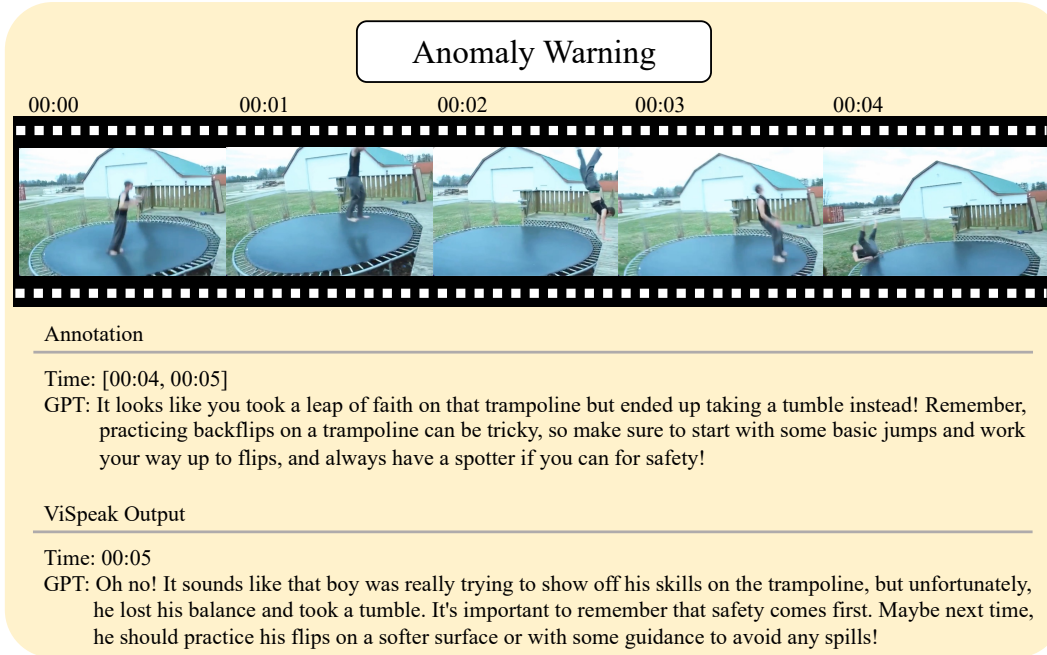 Anomaly Warning
00:00 00:01 00:02 00:03 00:04
Annotation
Time: [00:04, 00:05]
GPT: It looks like you took a leap of faith on that trampoline but ended up taking a tumble instead! Remember,
practicing backflips on a trampoline can be tricky, so make sure to start with some basic jumps and work
your way up to flips, and always have a spotter if you can for safety!
ViSpeak Output
Time: 00:05
GPT: Oh no! It sounds like that boy was really trying to show off his skills on the trampoline, but unfortunately,
he lost his balance and took a tumble. It's important to remember that safety comes first. Maybe next time,
he should practice his flips on a softer surface or with some guidance to avoid any spills!